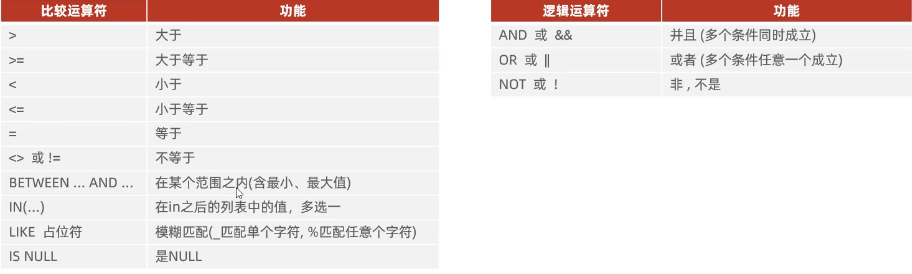 比较运算符 功能
> 大于
>= 大于等于
< 小于
<= 小于等于
= 等于
<> 或 != 不等于
BETWEEN ... AND ... 在某个范围之内(含最小、最大值)
IN(...) 在in之后的列表中的值，多选一
LIKE 占位符 模糊匹配(_匹配单个字符, %匹配任意个字符)
IS NULL 是NULL
逻辑运算符 功能
AND 或 && 并且 (多个条件同时成立)
OR 或 || 或者 (多个条件任意一个成立)
NOT 或 ! 非 , 不是